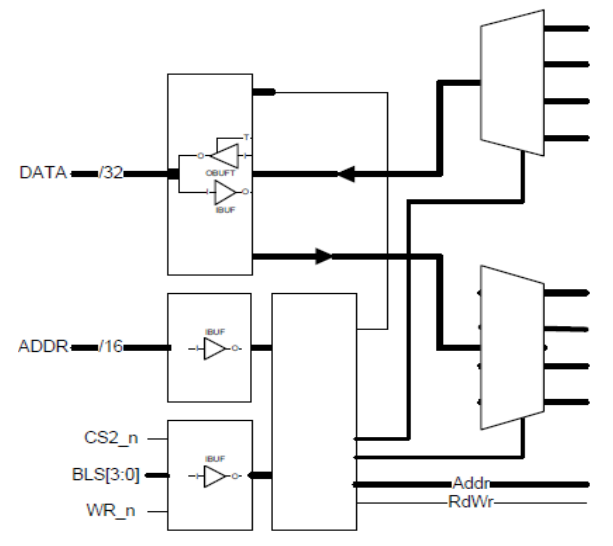 T
O
I
OBUFT
DATA
/32
I
O
IBUF
IBUF
ADDR
/16
I
O
CS2_n
IBUF
BLS[3:0]
I
O
Addr
RdWr
WR_n